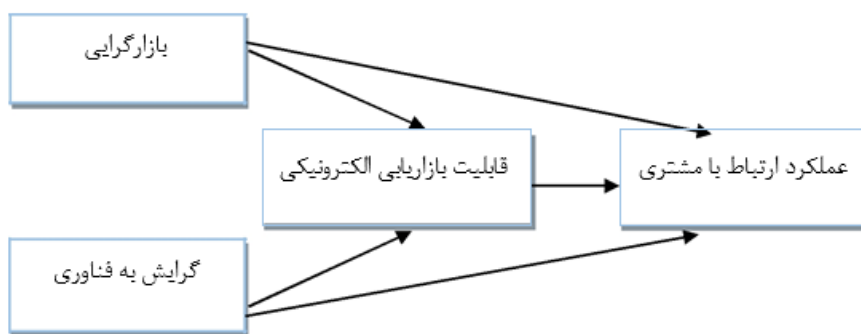 بازارگرایی
قابلیت بازاریابی الکترونیکی
عملکرد ارتباط با مشتری
گرایش به فناوری